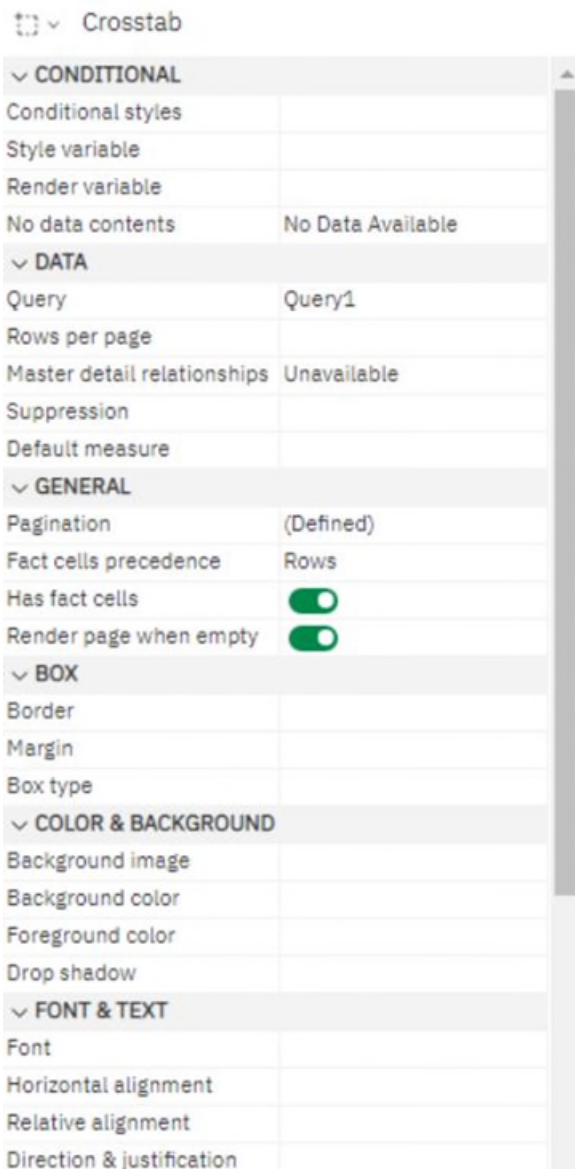 Crosstab
CONDITIONAL
Conditional styles
Style variable
Render variable
No data contents No Data Available
DATA
Query Query1
Rows per page
Master detail relationships Unavailable
Suppression
Default measure
GENERAL
Pagination (Defined)
Fact cells precedence Rows
Has fact cells
Render page when empty
BOX
Border
Margin
Box type
COLOR & BACKGROUND
Background image
Background color
Foreground color
Drop shadow
FONT & TEXT
Font
Horizontal alignment
Relative alignment
Direction & justification